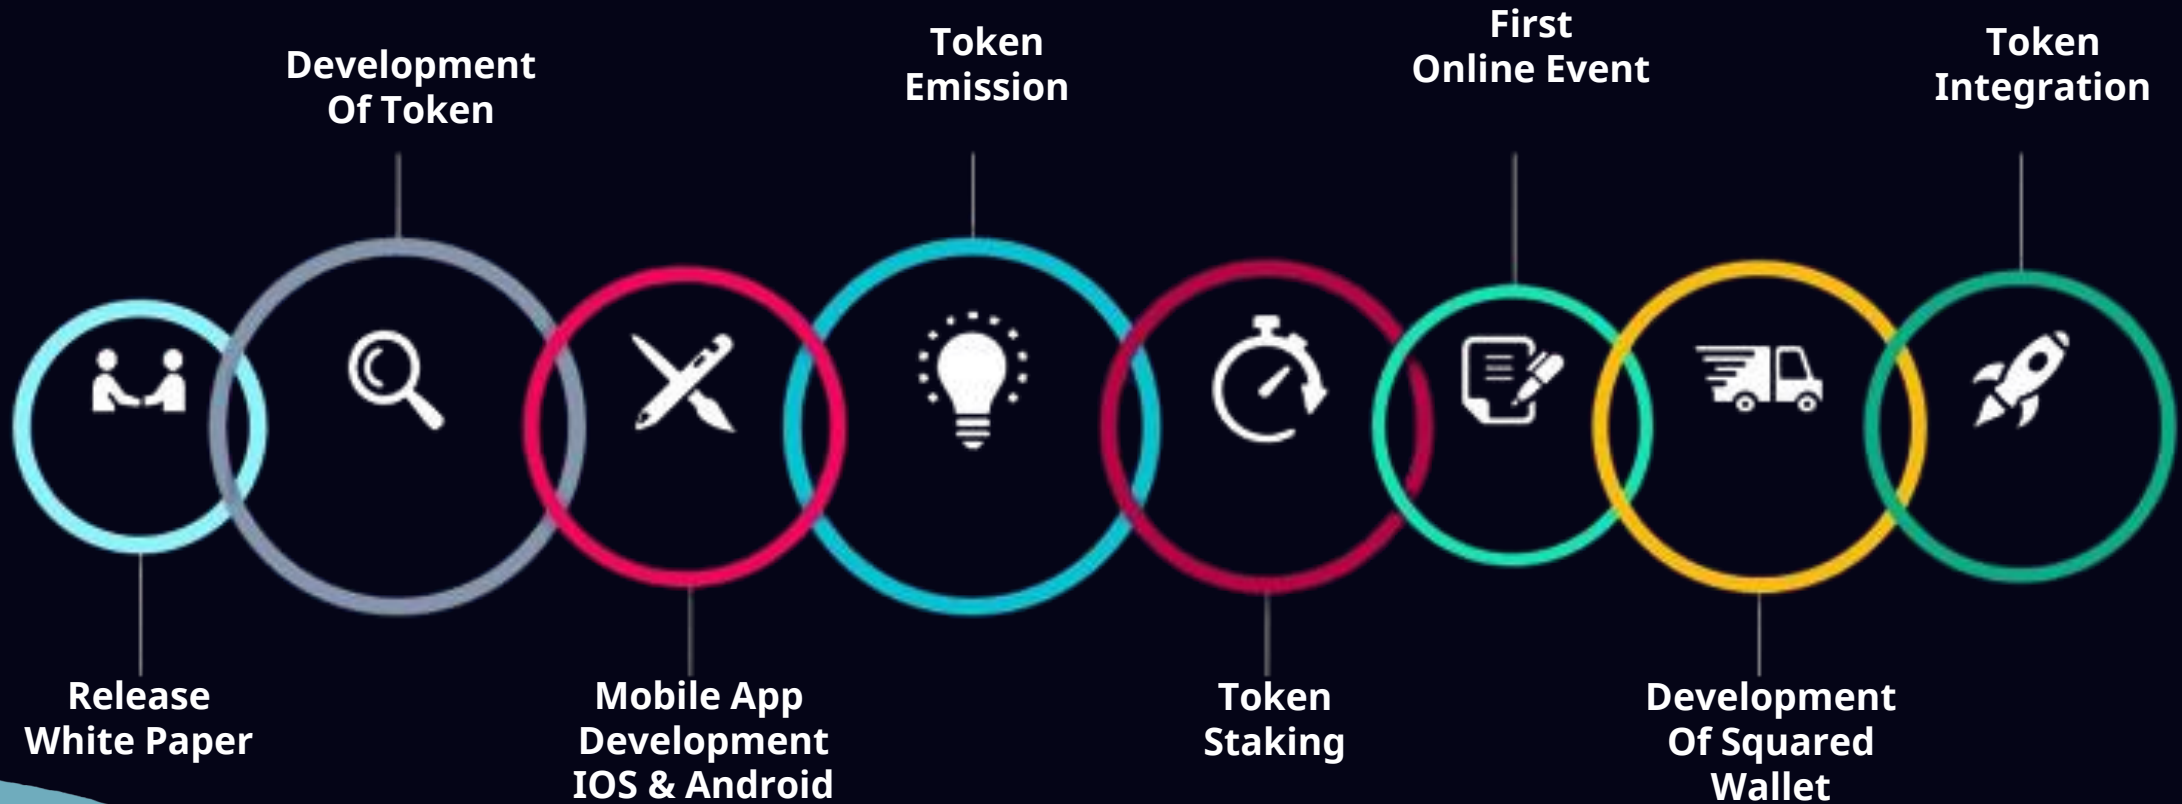 Release
White Paper
Development
Of Token
Mobile App
Development
IOS & Android
Token
Emission
Token
Staking
First
Online Event
Development
Of Squared
Wallet
Token
Integration